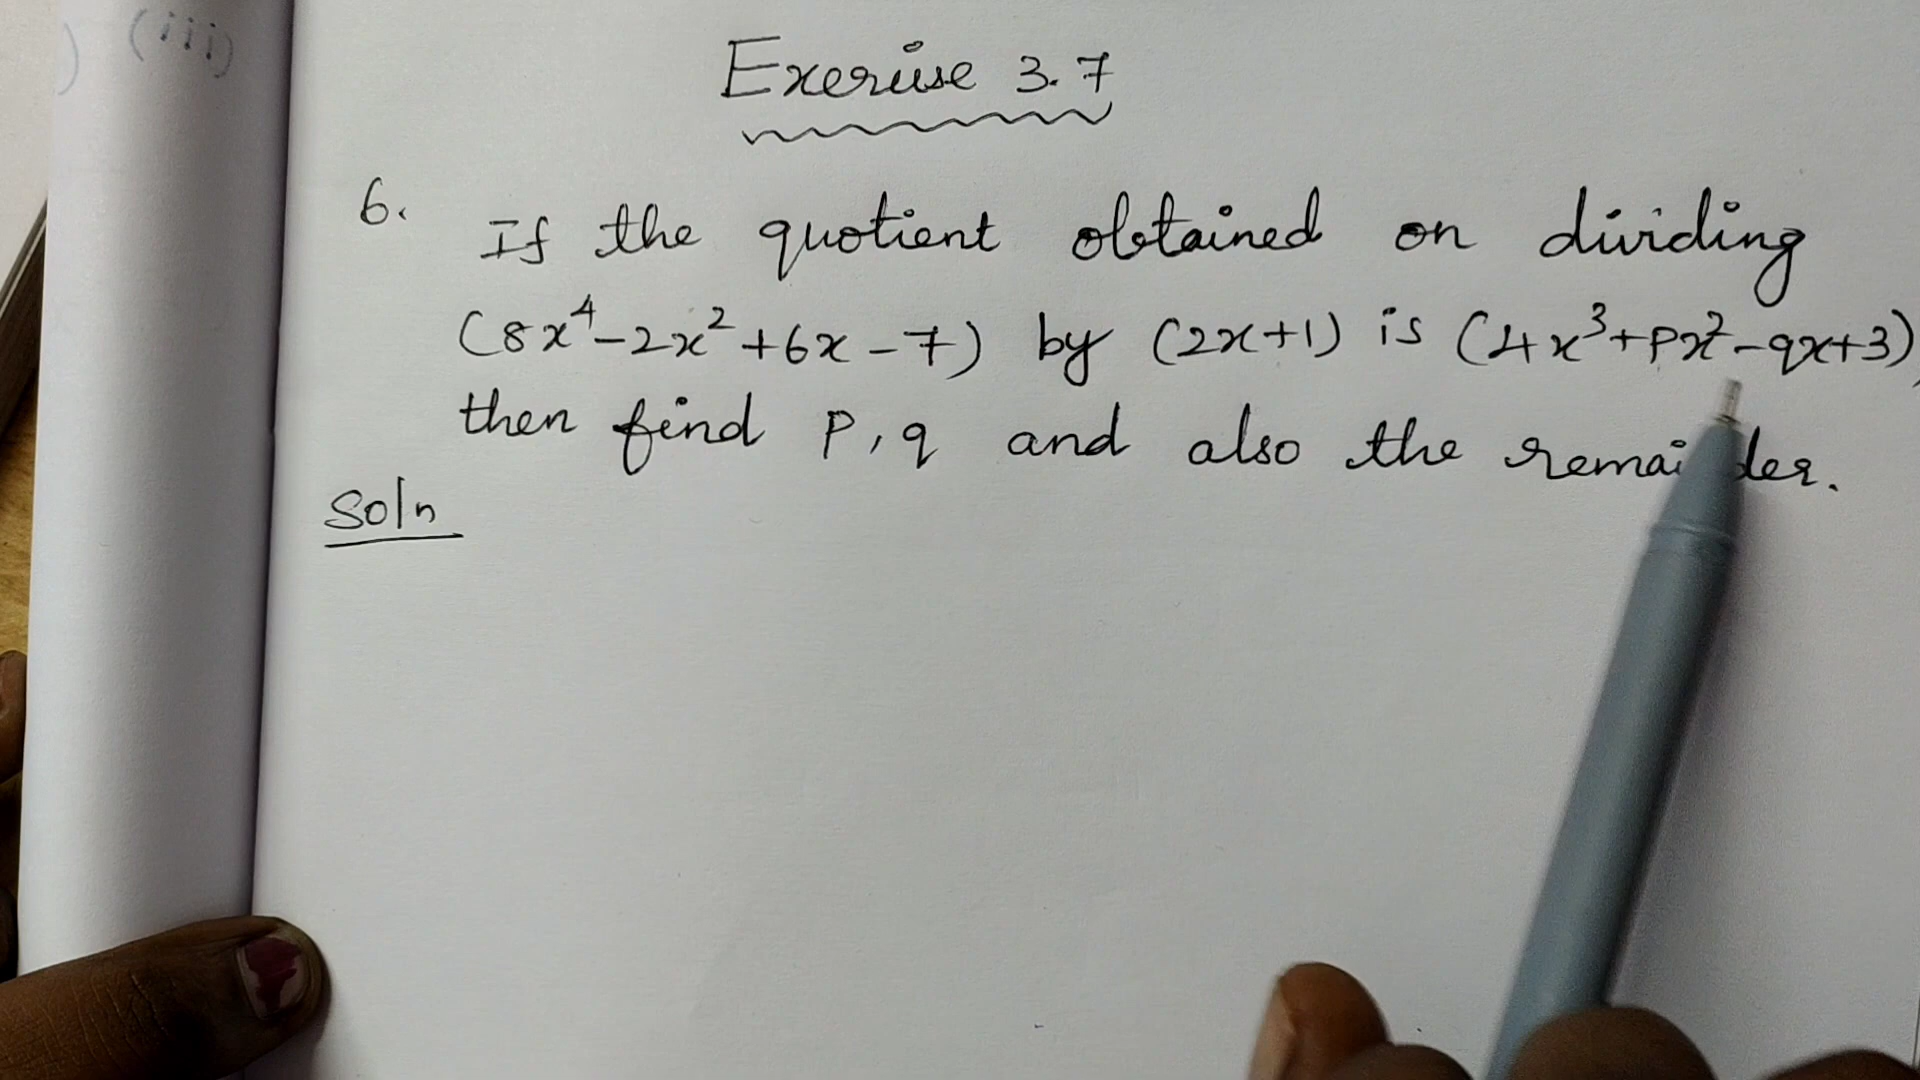 (iii)
Exercise 3.7
6. If the quotient obtained on dividing
(8x⁴-2x²+6x-7) by (2x+1) is (4x³+px²-qx+3),
then find p, q and also the remainder.
Soln